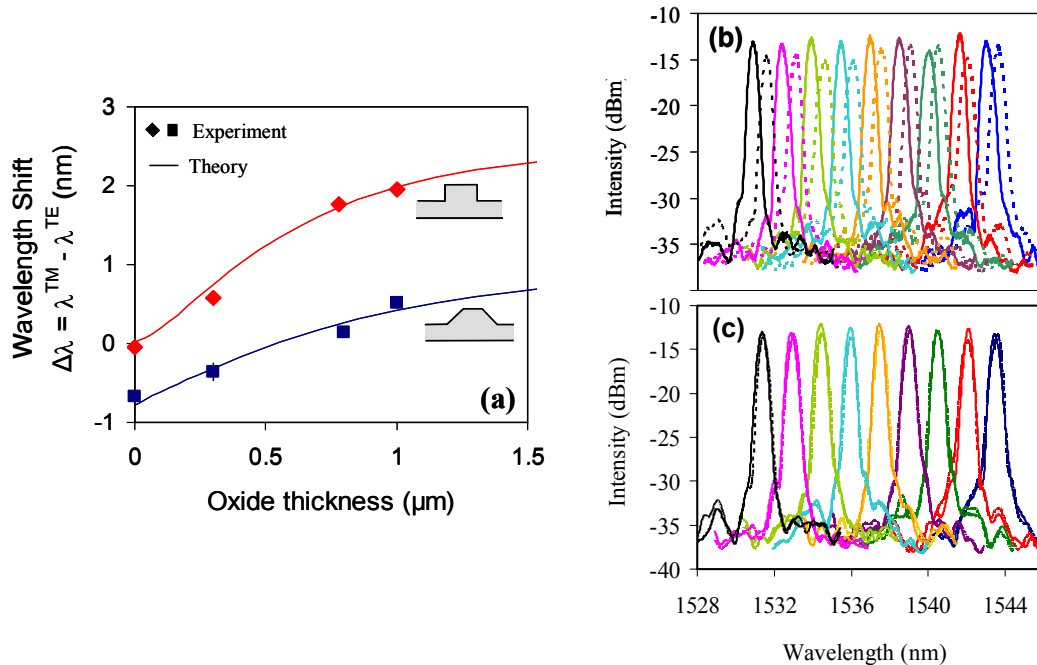 3
2
1
0
-1
Wavelength Shift
Δλ = λ^TM - λ^TE (nm)
Experiment
Theory
(a)
0 0.5 1 1.5
Oxide thickness (µm)
-10
-15
-20
-25
-30
-35
-40
Intensity (dBm)
(b)
-10
-15
-20
-25
-30
-35
-40
Intensity (dBm)
(c)
1528 1532 1536 1540 1544
Wavelength (nm)